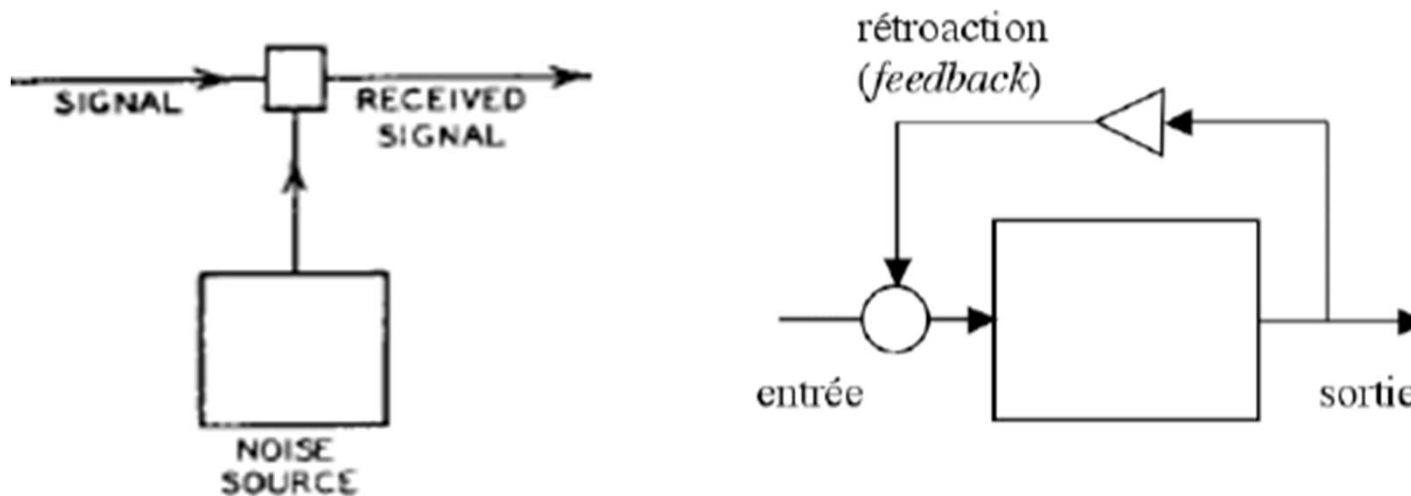 SIGNAL
RECEIVED
SIGNAL
NOISE
SOURCE
rétroaction
(feedback)
entrée
sortie